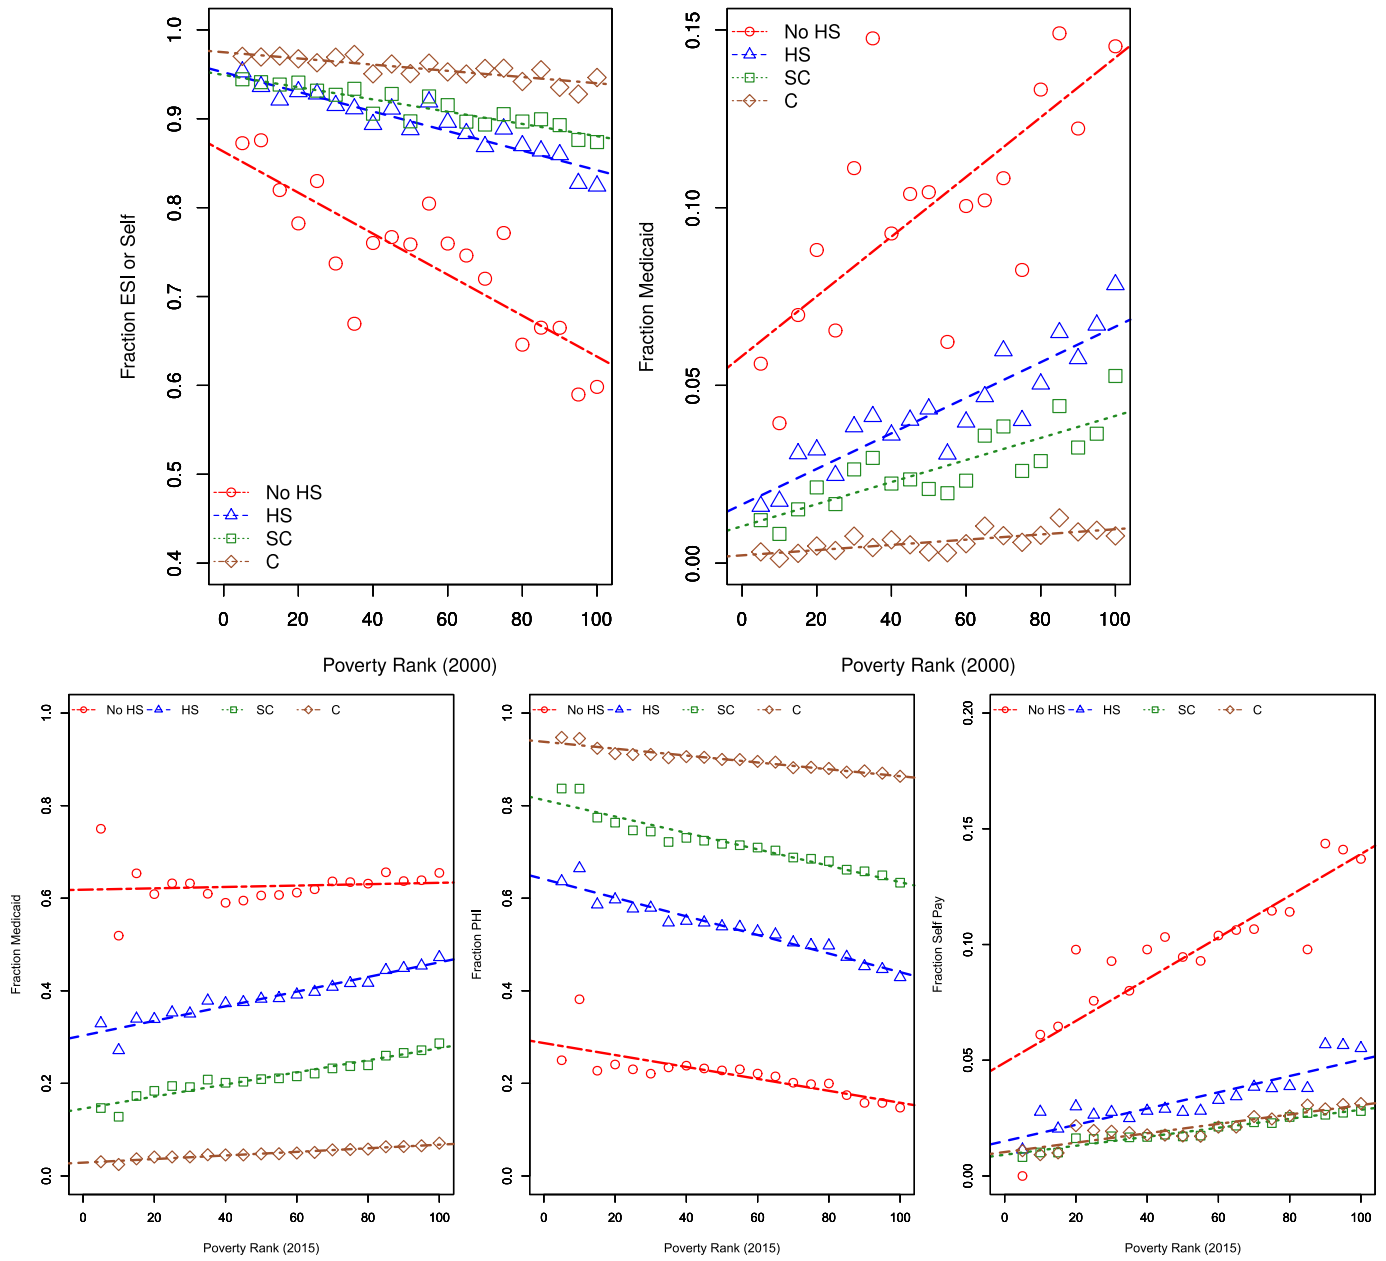 1.0
0.9
0.8
0.7
0.6
0.5
0.4
Fraction ESI or Self
No HS
HS
SC
C
0 20 40 60 80 100
Poverty Rank (2000)
0.15
0.10
0.05
0.00
Fraction Medicaid
No HS
HS
SC
C
0 20 40 60 80 100
Poverty Rank (2000)
1.0
0.8
0.6
0.4
0.2
0.0
Fraction Medicaid
No HS HS SC C
0 20 40 60 80 100
Poverty Rank (2015)
1.0
0.8
0.6
0.4
0.2
0.0
Fraction PHI
No HS HS SC C
0 20 40 60 80 100
Poverty Rank (2015)
0.20
0.15
0.10
0.05
0.00
Fraction Self Pay
No HS HS SC C
0 20 40 60 80 100
Poverty Rank (2015)